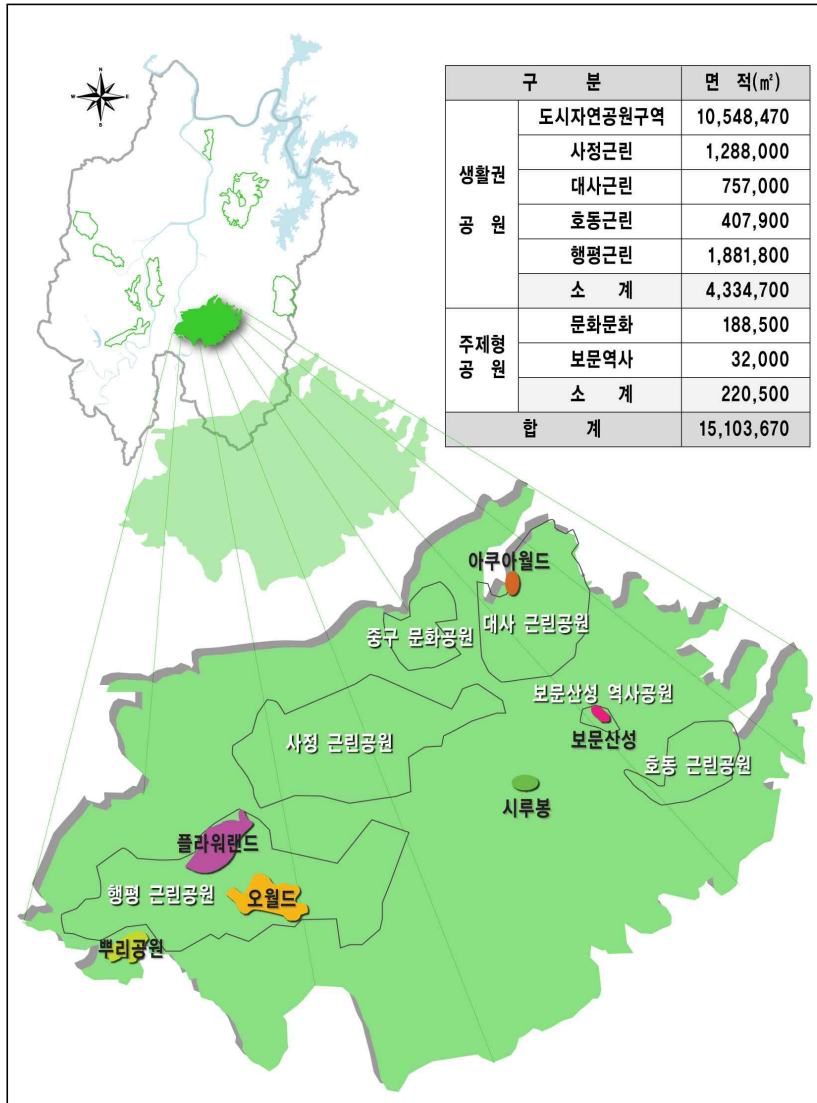 N
W E
S
구 분 면 적(㎡)
생활권 공 원
도시자연공원구역 10,548,470
사정근린 1,288,000
대사근린 757,000
호동근린 407,900
행평근린 1,881,800
소 계 4,334,700
주제형 공 원
문화문화 188,500
보문역사 32,000
소 계 220,500
합 계 15,103,670
아쿠아월드
중구 문화공원
대사 근린공원
보문산성 역사공원
보문산성
사정 근린공원
호동 근린공원
시루봉
플라워랜드
행평 근린공원
오월드
뿌리공원